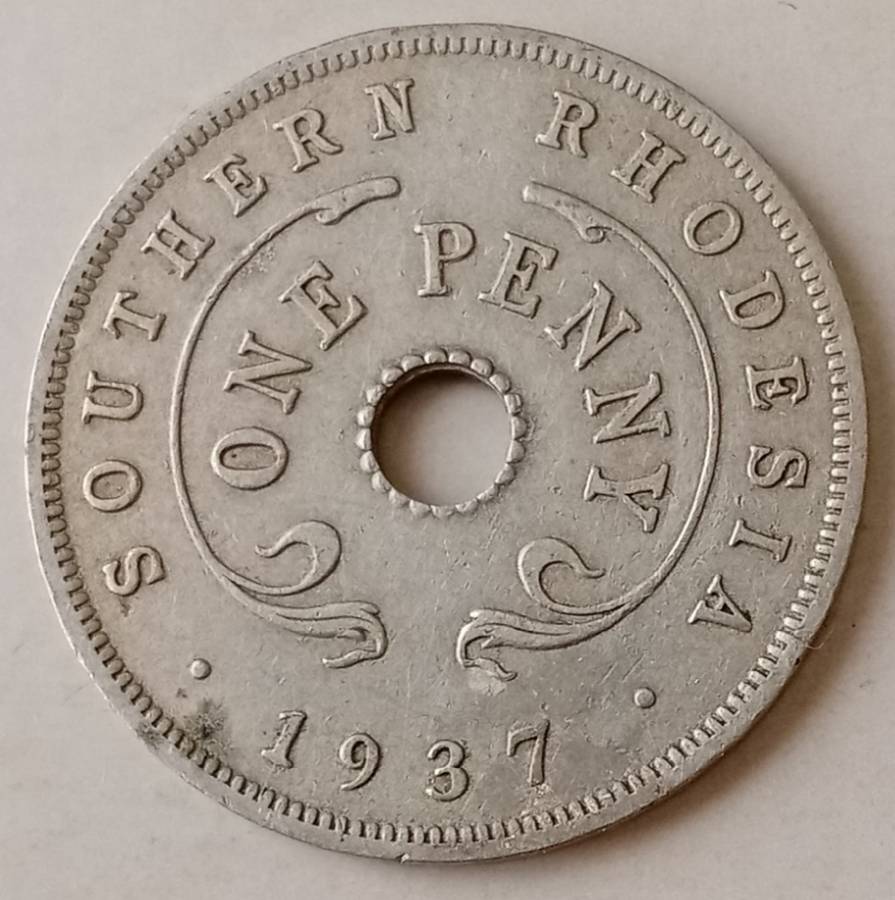 SOUTHERN RHODESIA
ONE PENNY
· 1937 ·